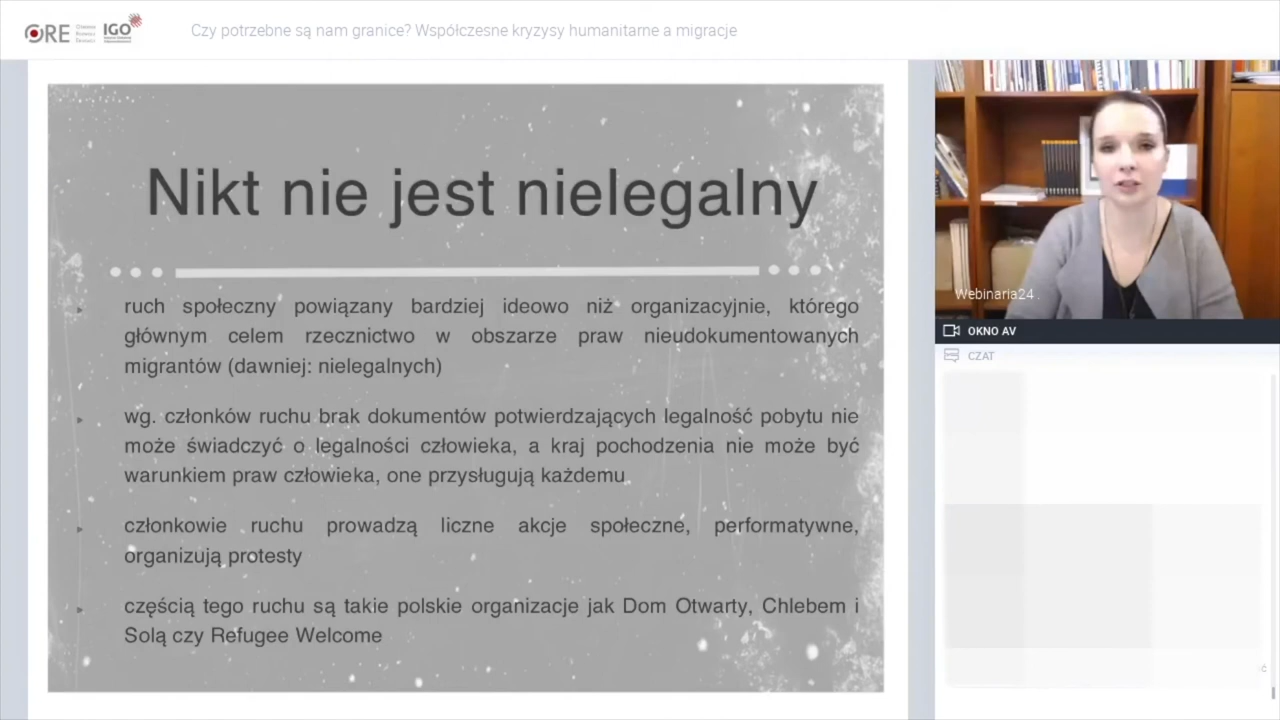 ORE
Ośrodek
Rozwoju
Edukacji
IGO
Czy potrzebne są nam granice? Współczesne kryzysy humanitarne a migracje
Nikt nie jest nielegalny
ruch społeczny powiązany bardziej ideowo niż organizacyjnie, którego
głównym celem rzecznictwo w obszarze praw nieudokumentowanych
migrantów (dawniej: nielegalnych)
wg. członków ruchu brak dokumentów potwierdzających legalność pobytu nie
może świadczyć o legalności człowieka, a kraj pochodzenia nie może być
warunkiem praw człowieka, one przysługują każdemu
członkowie ruchu prowadzą liczne akcje społeczne, performatywne,
organizują protesty
częścią tego ruchu są takie polskie organizacje jak Dom Otwarty, Chlebem i
Solą czy Refugee Welcome
Webinaria24 .
OKNO AV
CZAT
ć